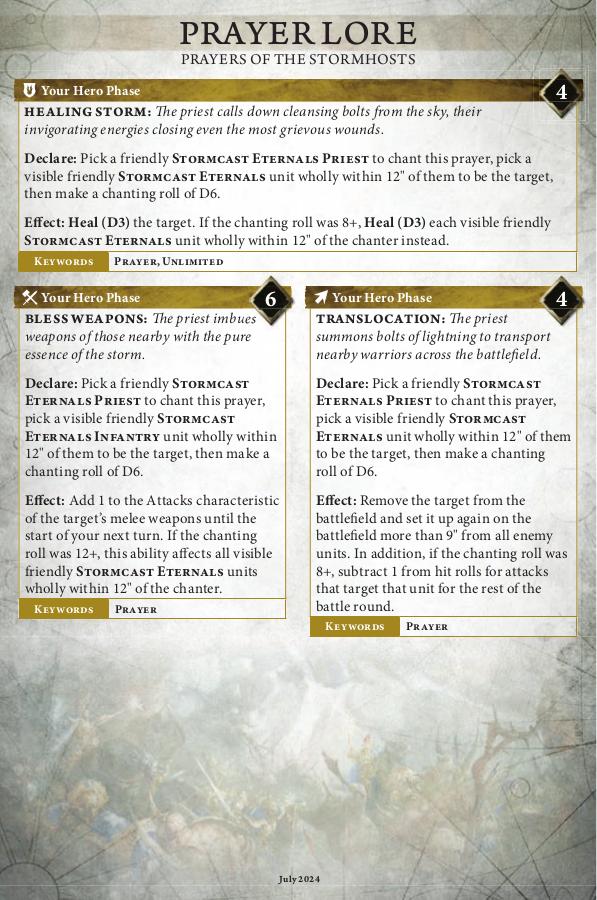 PRAYER LORE
PRAYERS OF THE STORMHOSTS
Your Hero Phase
4
HEALING STORM: The priest calls down cleansing bolts from the sky, their
invigorating energies closing even the most grievous wounds.
Declare: Pick a friendly STORMCAST ETERNALS PRIEST to chant this prayer, pick a
visible friendly STORMCAST ETERNALS unit wholly within 12" of them to be the target,
then make a chanting roll of D6.
Effect: Heal (D3) the target. If the chanting roll was 8+, Heal (D3) each visible friendly
STORMCAST ETERNALS unit wholly within 12" of the chanter instead.
KEYWORDS PRAYER, UNLIMITED
Your Hero Phase
6
BLESS WEAPONS: The priest imbues
weapons of those nearby with the pure
essence of the storm.
Declare: Pick a friendly STORMCAST
ETERNALS PRIEST to chant this prayer,
pick a visible friendly STORMCAST
ETERNALS INFANTRY unit wholly within
12" of them to be the target, then make a
chanting roll of D6.
Effect: Add 1 to the Attacks characteristic
of the target's melee weapons until the
start of your next turn. If the chanting
roll was 12+, this ability affects all visible
friendly STORMCAST ETERNALS units
wholly within 12" of the chanter.
KEYWORDS PRAYER
Your Hero Phase
4
TRANSLOCATION: The priest
summons bolts of lightning to transport
nearby warriors across the battlefield.
Declare: Pick a friendly STORMCAST
ETERNALS PRIEST to chant this prayer,
pick a visible friendly STORMCAST
ETERNALS unit wholly within 12" of them
to be the target, then make a chanting
roll of D6.
Effect: Remove the target from the
battlefield and set it up again on the
battlefield more than 9" from all enemy
units. In addition, if the chanting roll was
8+, subtract 1 from hit rolls for attacks
that target that unit for the rest of the
battle round.
KEYWORDS PRAYER
July 2024